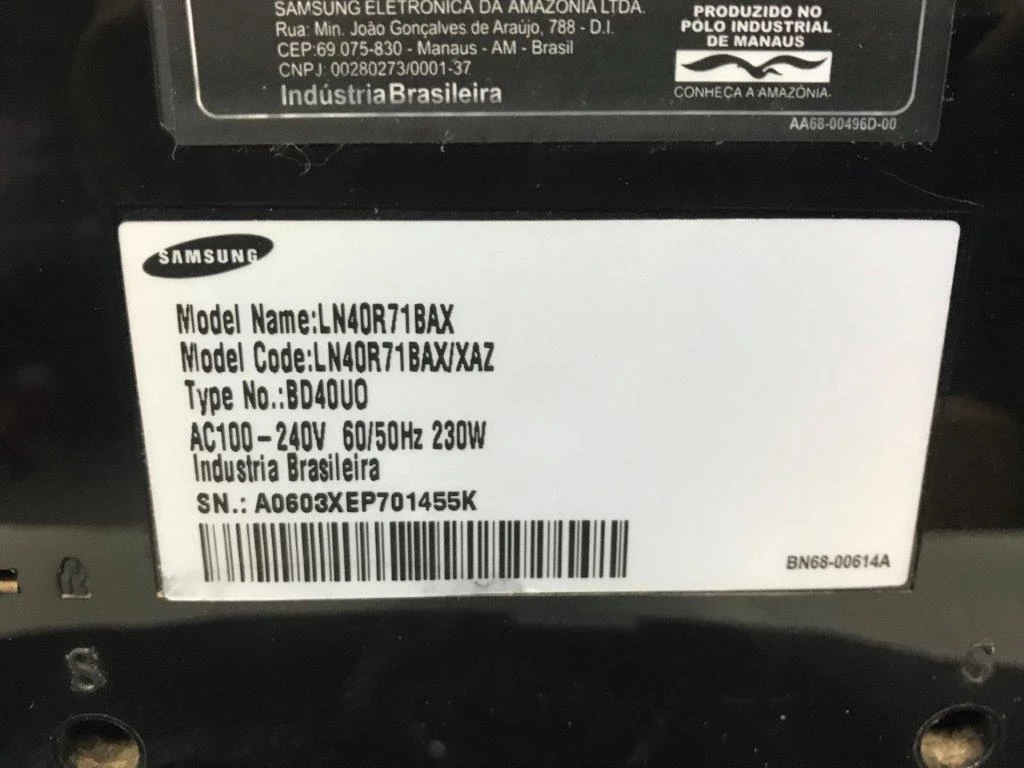 SAMSUNG ELETRÔNICA DA AMAZÔNIA LTDA.
Rua: Min. João Gonçalves de Araújo, 788 - D.I.
CEP:69.075-830 - Manaus - AM - Brasil
CNPJ: 00280273/0001-37
Indústria Brasileira
PRODUZIDO NO
PÓLO INDUSTRIAL
DE MANAUS
CONHEÇA A AMAZÔNIA.
AA68-00496D-00
SAMSUNG
Model Name:LN40R71BAX
Model Code:LN40R71BAX/XAZ
Type No.:BD40UO
AC100-240V 60/50Hz 230W
Industria Brasileira
SN.: A0603XEP701455K
BN68-00614A
S
S